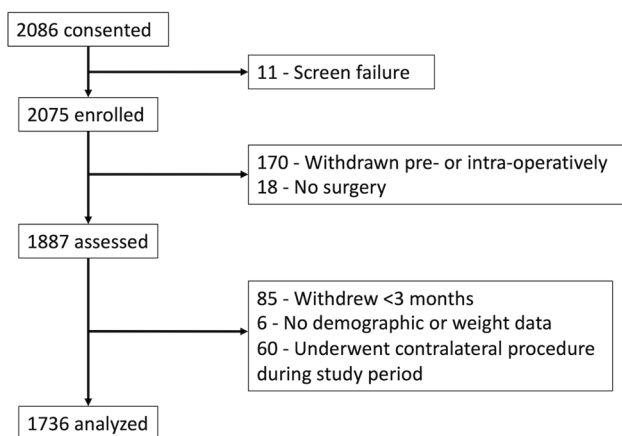 2086 consented
11 - Screen failure
2075 enrolled
170 - Withdrawn pre- or intra-operatively
18 - No surgery
1887 assessed
85 - Withdrew <3 months
6 - No demographic or weight data
60 - Underwent contralateral procedure
during study period
1736 analyzed